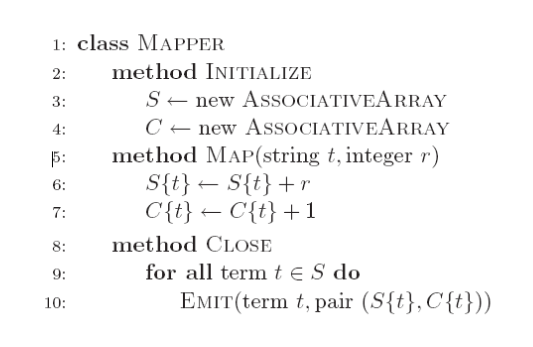 1: class MAPPER
2: method INITIALIZE
3: S ← new ASSOCIATIVEARRAY
4: C ← new ASSOCIATIVEARRAY
5: method MAP(string t, integer r)
6: S{t} ← S{t} + r
7: C{t} ← C{t} + 1
8: method CLOSE
9: for all term t ∈ S do
10: EMIT(term t, pair (S{t}, C{t}))